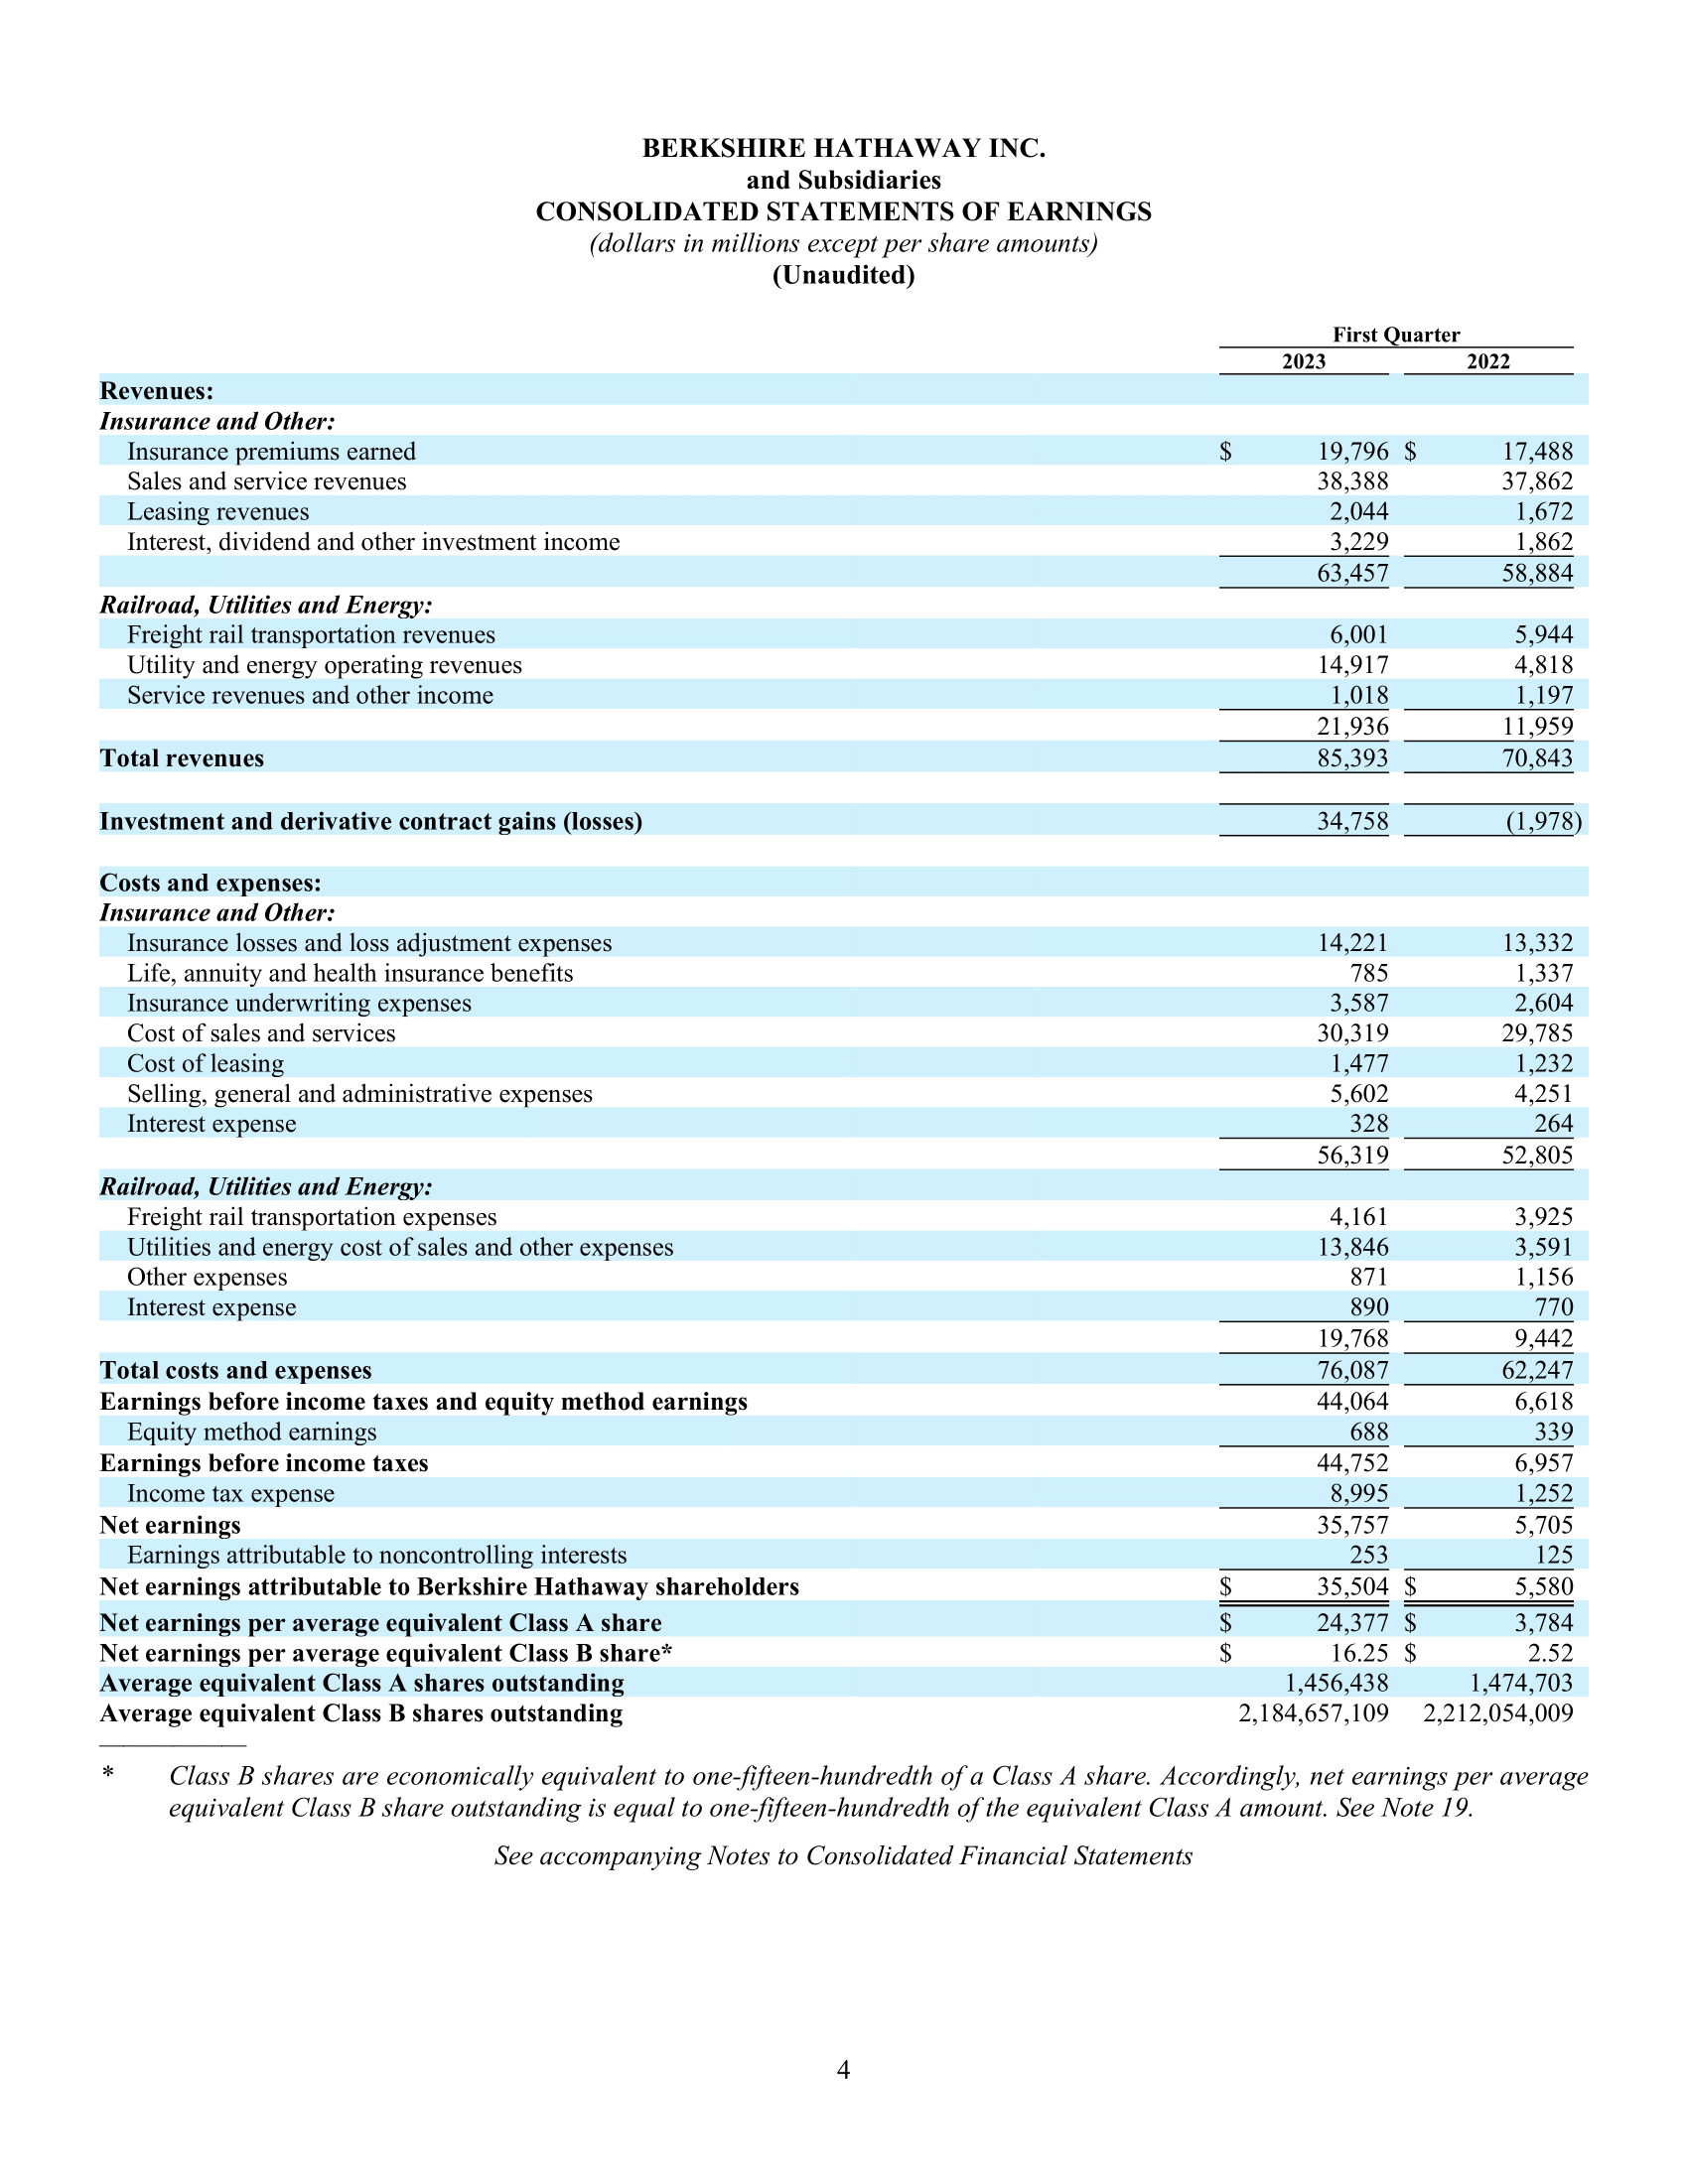 BERKSHIRE HATHAWAY INC.
and Subsidiaries
CONSOLIDATED STATEMENTS OF EARNINGS
(dollars in millions except per share amounts)
(Unaudited)
First Quarter
2023 2022
Revenues:
Insurance and Other:
Insurance premiums earned $ 19,796 $ 17,488
Sales and service revenues 38,388 37,862
Leasing revenues 2,044 1,672
Interest, dividend and other investment income 3,229 1,862
63,457 58,884
Railroad, Utilities and Energy:
Freight rail transportation revenues 6,001 5,944
Utility and energy operating revenues 14,917 4,818
Service revenues and other income 1,018 1,197
21,936 11,959
Total revenues 85,393 70,843
Investment and derivative contract gains (losses) 34,758 (1,978)
Costs and expenses:
Insurance and Other:
Insurance losses and loss adjustment expenses 14,221 13,332
Life, annuity and health insurance benefits 785 1,337
Insurance underwriting expenses 3,587 2,604
Cost of sales and services 30,319 29,785
Cost of leasing 1,477 1,232
Selling, general and administrative expenses 5,602 4,251
Interest expense 328 264
56,319 52,805
Railroad, Utilities and Energy:
Freight rail transportation expenses 4,161 3,925
Utilities and energy cost of sales and other expenses 13,846 3,591
Other expenses 871 1,156
Interest expense 890 770
19,768 9,442
Total costs and expenses 76,087 62,247
Earnings before income taxes and equity method earnings 44,064 6,618
Equity method earnings 688 339
Earnings before income taxes 44,752 6,957
Income tax expense 8,995 1,252
Net earnings 35,757 5,705
Earnings attributable to noncontrolling interests 253 125
Net earnings attributable to Berkshire Hathaway shareholders $ 35,504 $ 5,580
Net earnings per average equivalent Class A share $ 24,377 $ 3,784
Net earnings per average equivalent Class B share* $ 16.25 $ 2.52
Average equivalent Class A shares outstanding 1,456,438 1,474,703
Average equivalent Class B shares outstanding 2,184,657,109 2,212,054,009
* Class B shares are economically equivalent to one-fifteen-hundredth of a Class A share. Accordingly, net earnings per average
equivalent Class B share outstanding is equal to one-fifteen-hundredth of the equivalent Class A amount. See Note 19.
See accompanying Notes to Consolidated Financial Statements
4